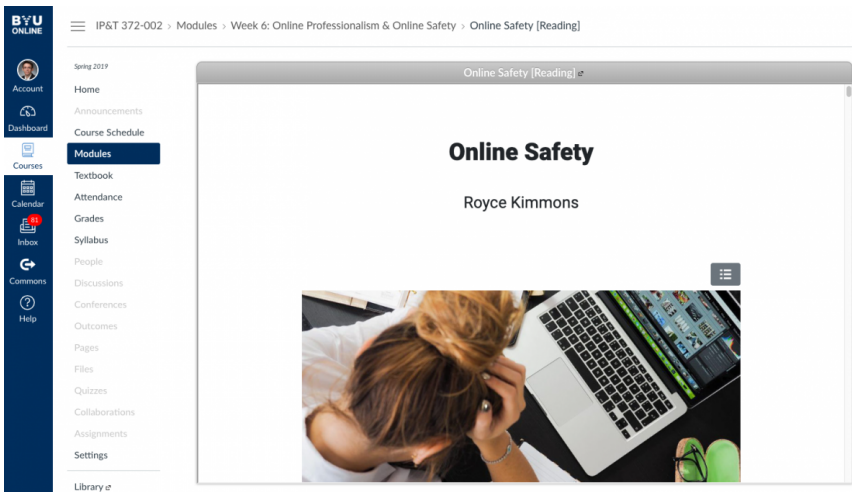 BYU
ONLINE
IP&T 372-002 › Modules › Week 6: Online Professionalism & Online Safety › Online Safety [Reading]
Account
Dashboard
Courses
Calendar
81
Inbox
Commons
Help
Spring 2019
Home
Announcements
Course Schedule
Modules
Textbook
Attendance
Grades
Syllabus
People
Discussions
Conferences
Outcomes
Pages
Files
Quizzes
Collaborations
Assignments
Settings
Library
Online Safety [Reading]
Online Safety
Royce Kimmons